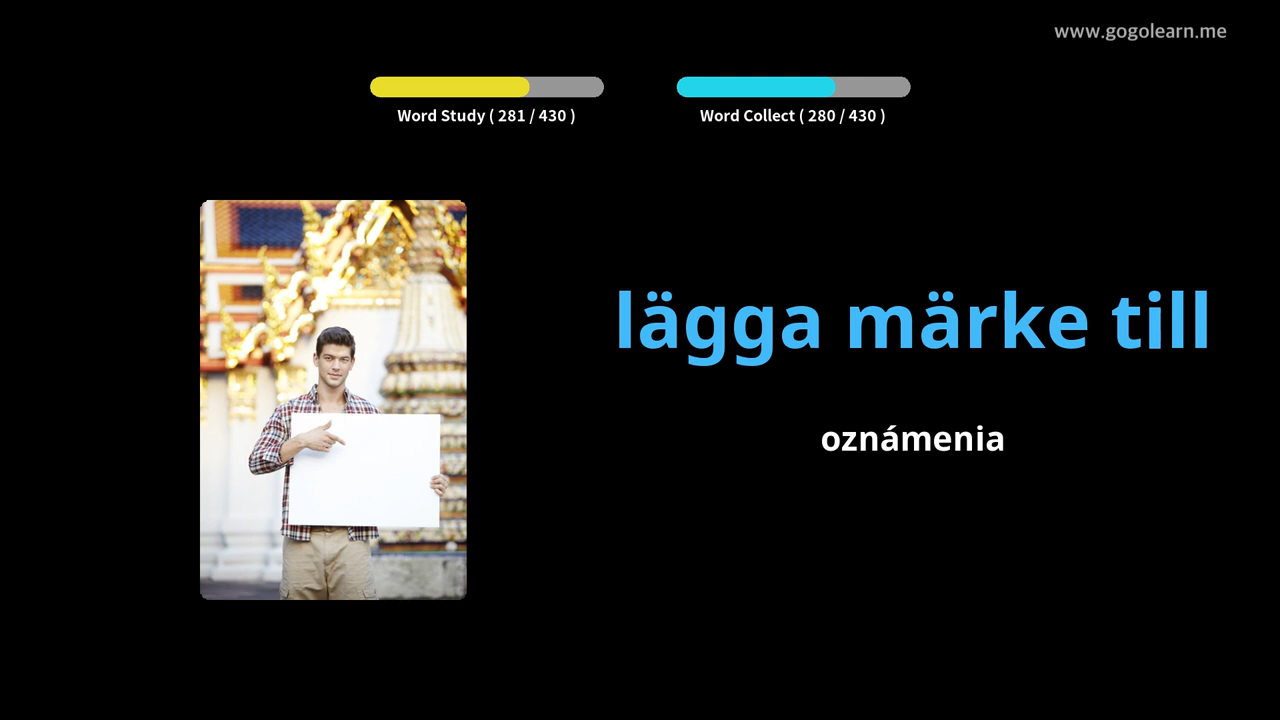 www.gogolearn.me
Word Study ( 281 / 430 )
Word Collect ( 280 / 430 )
lägga märke till
oznámenia